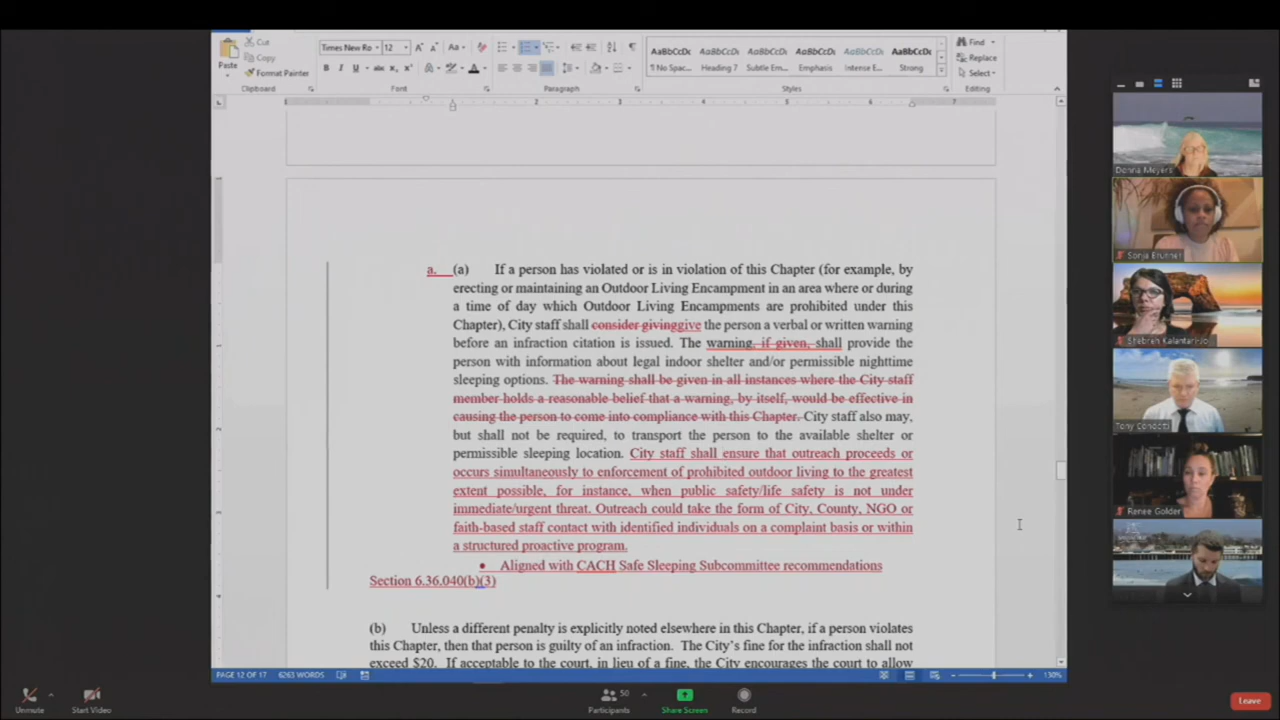 Cut
Copy
Paste
Format Painter
Clipboard
Times New Ro
12
Font
Paragraph
AaBbCcDc AaBbCcDc AaBbCcDc AaBbCcDc AaBbCcDc AaBbCcDc
¶ No Spac... Heading 7 Subtle Em... Emphasis Intense E... Strong
Styles
Find
Replace
Select
Editing
1 2 3 4 5 6 7
a. (a) If a person has violated or is in violation of this Chapter (for example, by
erecting or maintaining an Outdoor Living Encampment in an area where or during
a time of day which Outdoor Living Encampments are prohibited under this
Chapter), City staff shall consider givinggive the person a verbal or written warning
before an infraction citation is issued. The warning, if given, shall provide the
person with information about legal indoor shelter and/or permissible nighttime
sleeping options. The warning shall be given in all instances where the City staff
member holds a reasonable belief that a warning, by itself, would be effective in
causing the person to come into compliance with this Chapter. City staff also may,
but shall not be required, to transport the person to the available shelter or
permissible sleeping location. City staff shall ensure that outreach proceeds or
occurs simultaneously to enforcement of prohibited outdoor living to the greatest
extent possible, for instance, when public safety/life safety is not under
immediate/urgent threat. Outreach could take the form of City, County, NGO or
faith-based staff contact with identified individuals on a complaint basis or within
a structured proactive program.
• Aligned with CACH Safe Sleeping Subcommittee recommendations
Section 6.36.040(b)(3)
(b) Unless a different penalty is explicitly noted elsewhere in this Chapter, if a person violates
this Chapter, then that person is guilty of an infraction. The City's fine for the infraction shall not
exceed $20. If acceptable to the court, in lieu of a fine, the City encourages the court to allow
PAGE 12 OF 17 6263 WORDS
130%
Donna Meyers
Sonja Brunner
Shebreh Kalantari-Jo
Tony Condotti
Renee Golder
Unmute
Start Video
50
Participants
Share Screen
Record
Leave